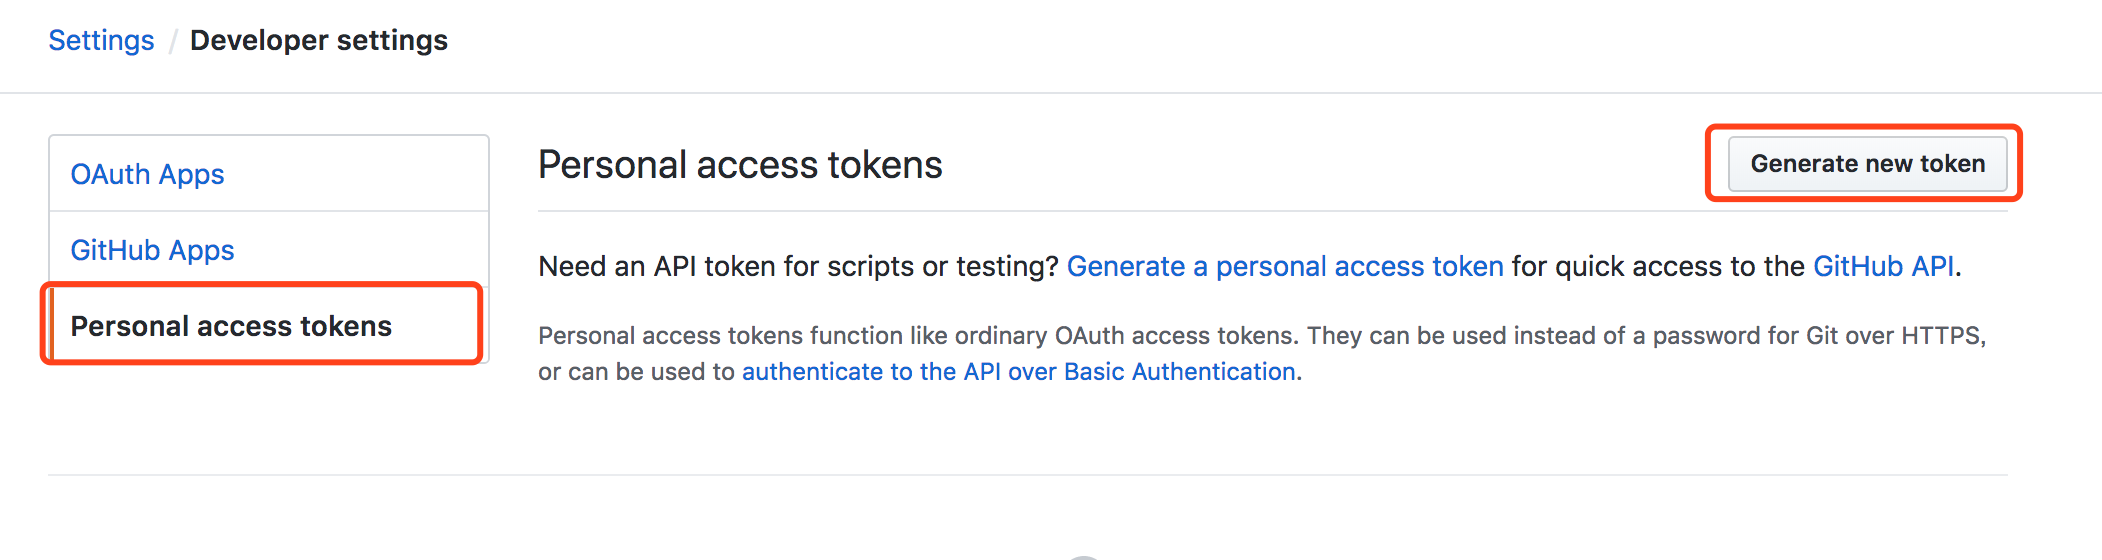 Settings / Developer settings
OAuth Apps
GitHub Apps
Personal access tokens
Personal access tokens
Generate new token
Need an API token for scripts or testing? Generate a personal access token for quick access to the GitHub API.
Personal access tokens function like ordinary OAuth access tokens. They can be used instead of a password for Git over HTTPS,
or can be used to authenticate to the API over Basic Authentication.